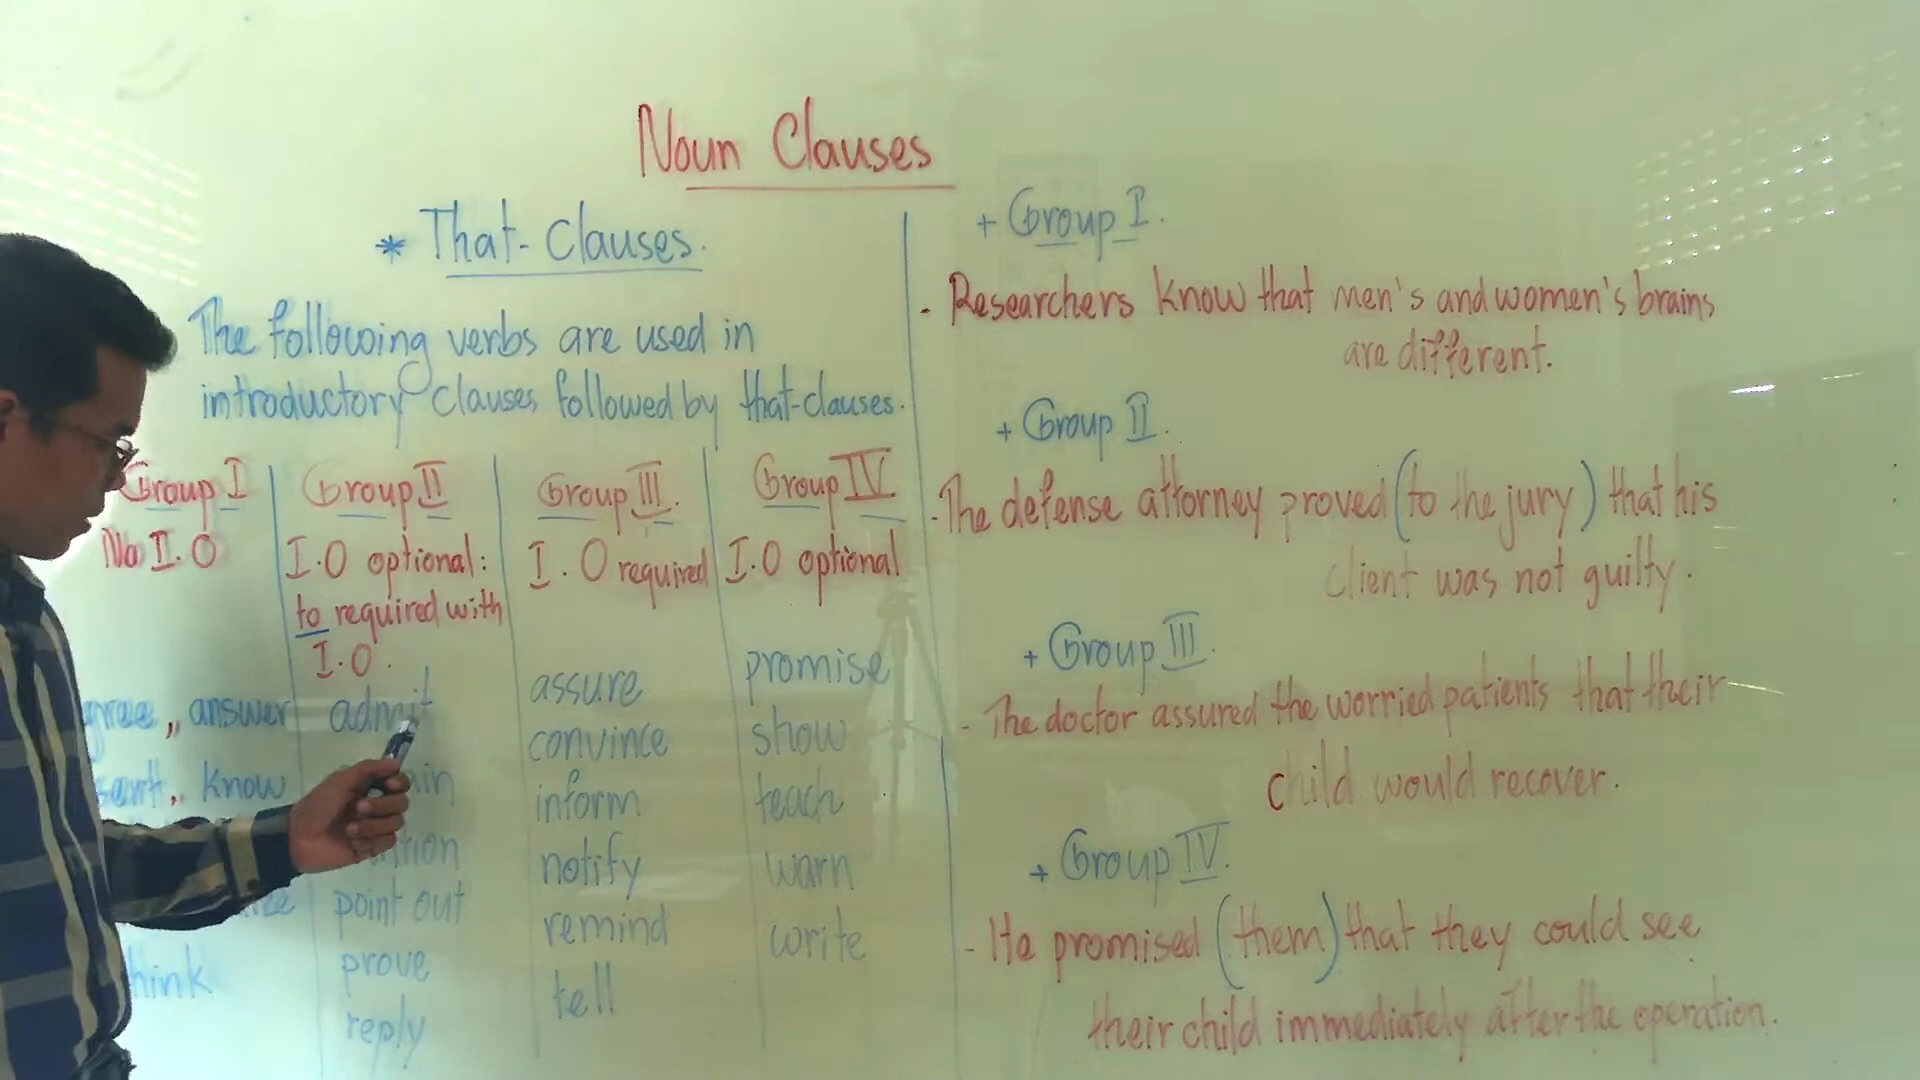 Noun Clauses
* That-Clauses.
The following verbs are used in
introductory clauses followed by that-clauses.
Group I
No I.O
answer
know
Group II
I.O optional:
to required with
I.O.
admit
point out
prove
reply
Group III.
I.O required
assure
convince
inform
notify
remind
tell
Group IV
I.O optional
promise
show
teach
warn
write
+ Group I.
- Researchers know that men's and women's brains
are different.
+ Group II.
- The defense attorney proved (to the jury) that his
client was not guilty.
+ Group III.
- The doctor assured the worried patients that their
child would recover.
+ Group IV.
- He promised (them) that they could see
their child immediately after the operation.